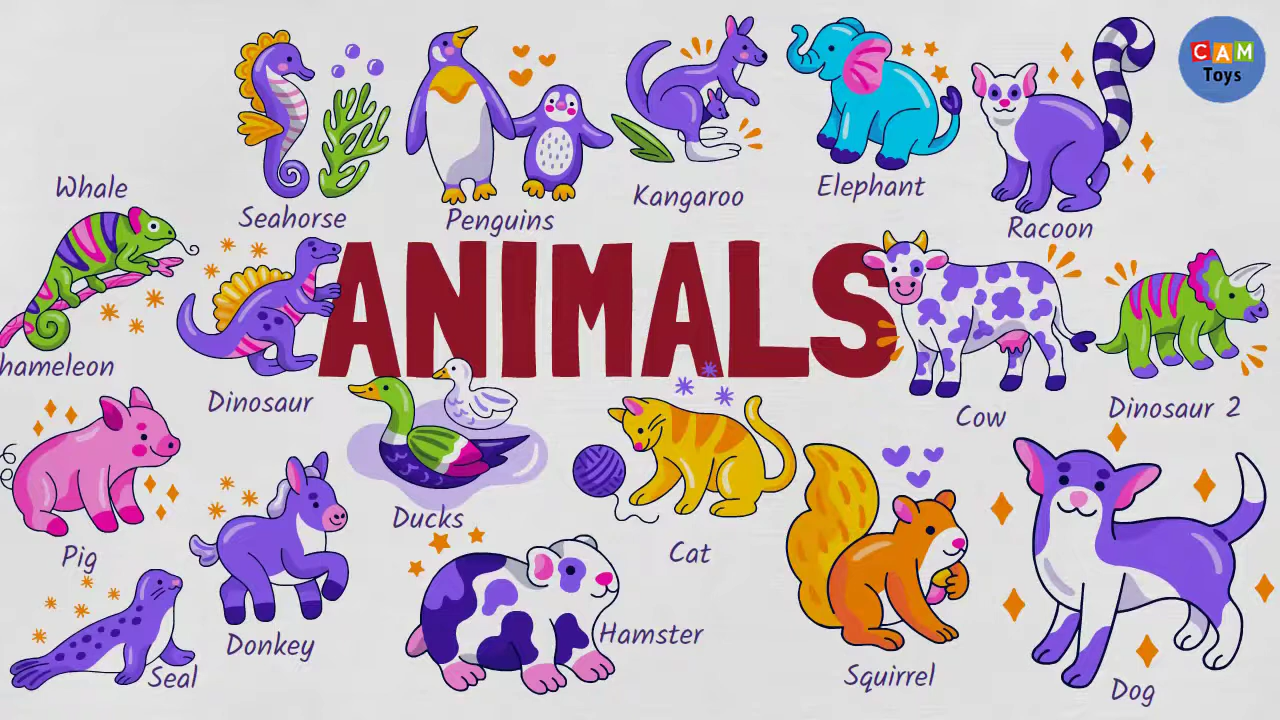 CAM
Toys
Whale
Seahorse
Penguins
Kangaroo
Elephant
Racoon
ANIMALS
hameleon
Dinosaur
Cow
Dinosaur 2
Ducks
Cat
Pig
Donkey
Hamster
Seal
Squirrel
Dog